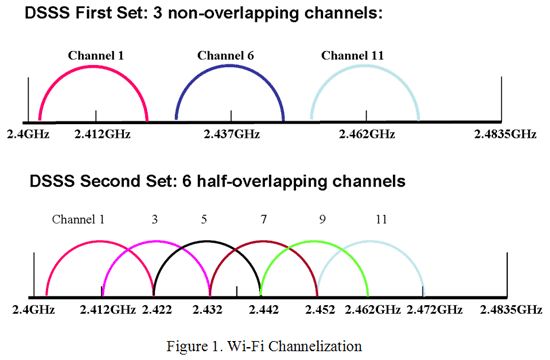 DSSS First Set: 3 non-overlapping channels:
Channel 1 Channel 6 Channel 11
2.4GHz 2.412GHz 2.437GHz 2.462GHz 2.4835GHz
DSSS Second Set: 6 half-overlapping channels
Channel 1 3 5 7 9 11
2.4GHz 2.412GHz 2.422 2.432 2.442 2.452 2.462GHz 2.472GHz 2.4835GHz
Figure 1. Wi-Fi Channelization